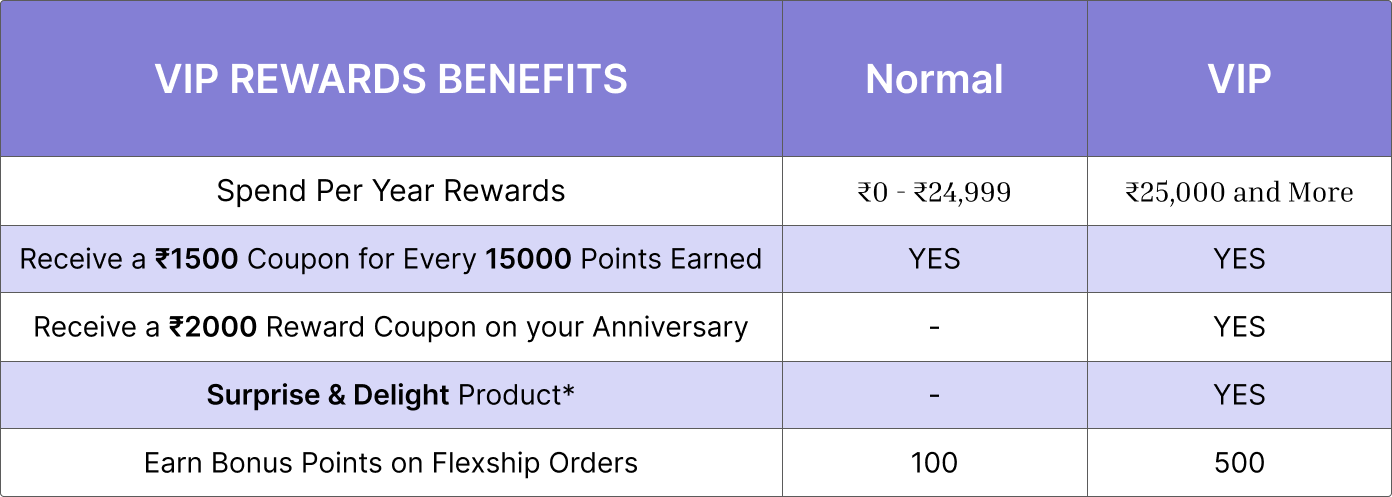 VIP REWARDS BENEFITS Normal VIP
Spend Per Year Rewards ₹0 - ₹24,999 ₹25,000 and More
Receive a ₹1500 Coupon for Every 15000 Points Earned YES YES
Receive a ₹2000 Reward Coupon on your Anniversary - YES
Surprise & Delight Product* - YES
Earn Bonus Points on Flexship Orders 100 500